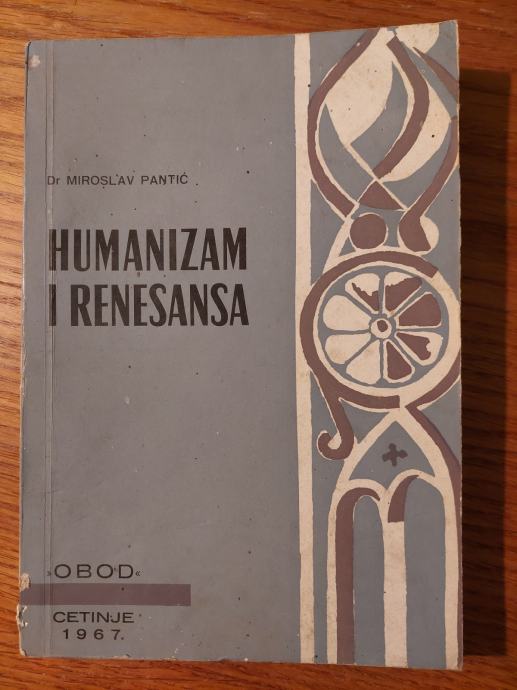 Dr MIROSLAV PANTIĆ
HUMANIZAM
I RENESANSA
»OBOD«
CETINJE
1967.